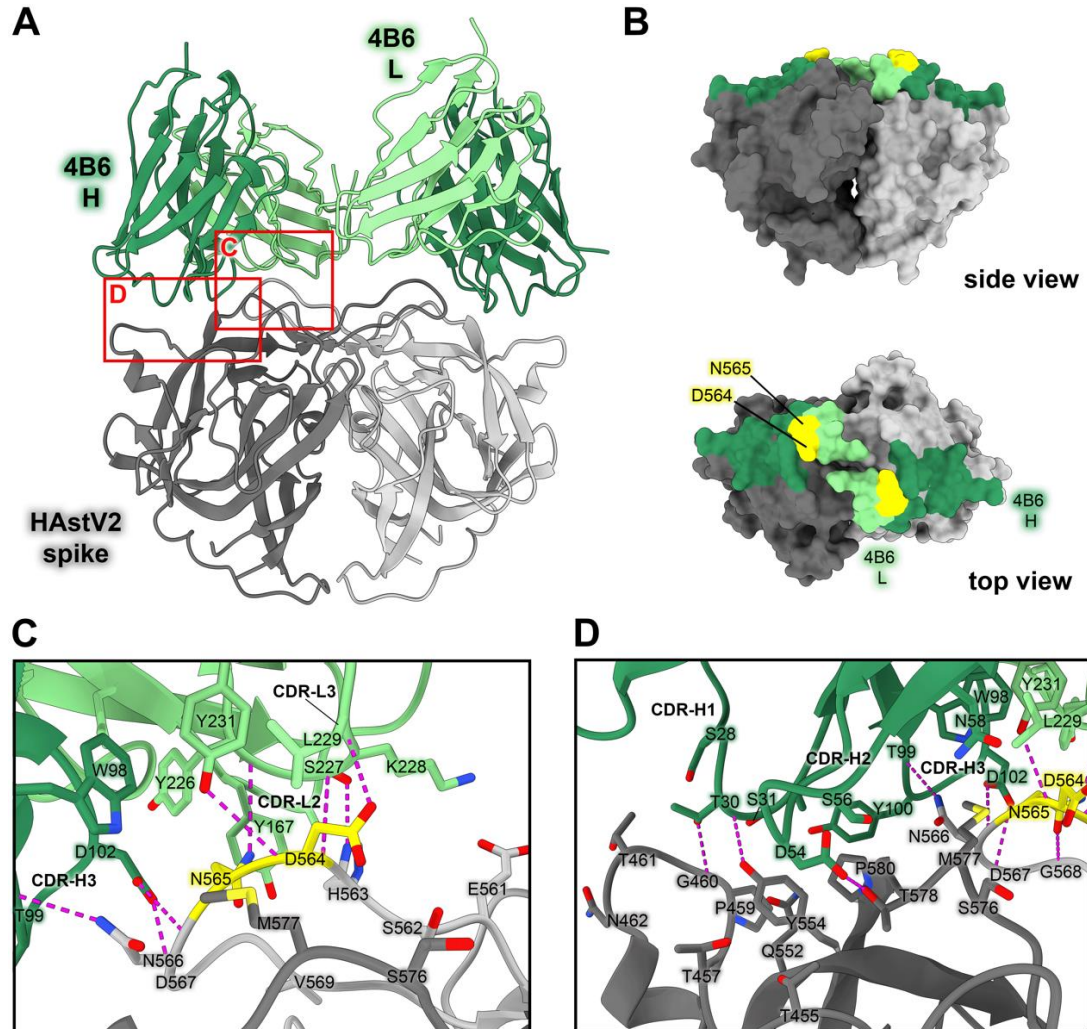 A
4B6
L
4B6
H
C
D
HAstV2
spike
B
side view
N565
D564
4B6
H
4B6
L
top view
C
CDR-L3
Y231
L229
S227
K228
W98
Y226
CDR-L2
Y167
D102
D564
N565
H563
E561
CDR-H3
T99
M577
S562
N566
D567
V569
S576
D
Y231
W98
CDR-H1
N58
L229
S28
T99
CDR-H2
CDR-H3
D102
T30
S31
S56
Y100
D564
N565
N566
T461
D54
M577
G460
P580
D567
G568
P459
T578
N462
Y554
S576
Q552
T457
T455